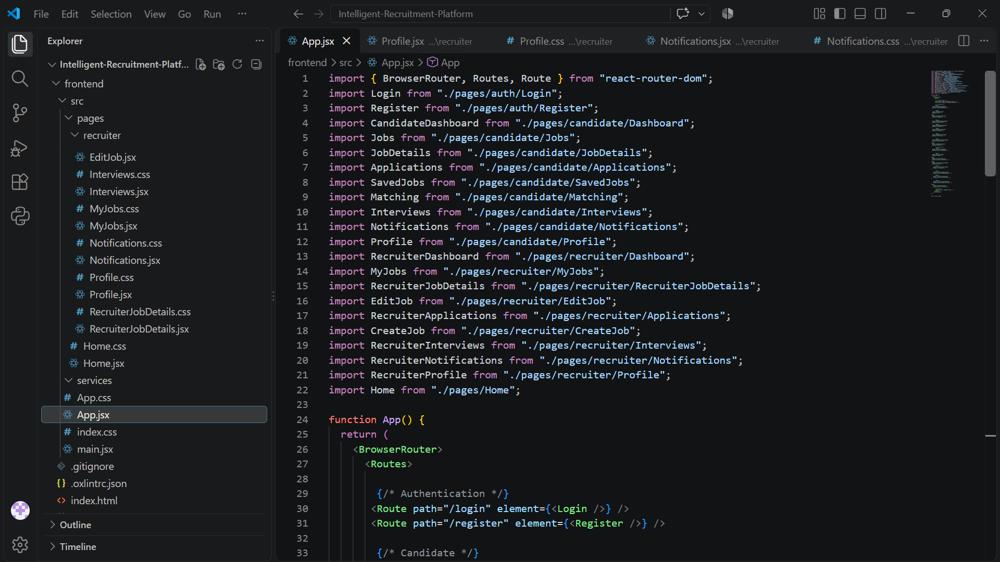 File Edit Selection View Go Run ···
Intelligent-Recruitment-Platform
Explorer
Intelligent-Recruitment-Platf...
frontend
src
pages
recruiter
EditJob.jsx
# Interviews.css
Interviews.jsx
# MyJobs.css
MyJobs.jsx
# Notifications.css
Notifications.jsx
# Profile.css
Profile.jsx
# RecruiterJobDetails.css
RecruiterJobDetails.jsx
# Home.css
Home.jsx
services
# App.css
App.jsx
# index.css
main.jsx
.gitignore
{} .oxlintrc.json
<> index.html
Outline
Timeline
App.jsx Profile.jsx ...\recruiter # Profile.css ...\recruiter Notifications.jsx ...\recruiter # Notifications.css ...\recruiter
frontend > src > App.jsx > App
1 import { BrowserRouter, Routes, Route } from "react-router-dom";
2 import Login from "./pages/auth/Login";
3 import Register from "./pages/auth/Register";
4 import CandidateDashboard from "./pages/candidate/Dashboard";
5 import Jobs from "./pages/candidate/Jobs";
6 import JobDetails from "./pages/candidate/JobDetails";
7 import Applications from "./pages/candidate/Applications";
8 import SavedJobs from "./pages/candidate/SavedJobs";
9 import Matching from "./pages/candidate/Matching";
10 import Interviews from "./pages/candidate/Interviews";
11 import Notifications from "./pages/candidate/Notifications";
12 import Profile from "./pages/candidate/Profile";
13 import RecruiterDashboard from "./pages/recruiter/Dashboard";
14 import MyJobs from "./pages/recruiter/MyJobs";
15 import RecruiterJobDetails from "./pages/recruiter/RecruiterJobDetails";
16 import EditJob from "./pages/recruiter/EditJob";
17 import RecruiterApplications from "./pages/recruiter/Applications";
18 import CreateJob from "./pages/recruiter/CreateJob";
19 import RecruiterInterviews from "./pages/recruiter/Interviews";
20 import RecruiterNotifications from "./pages/recruiter/Notifications";
21 import RecruiterProfile from "./pages/recruiter/Profile";
22 import Home from "./pages/Home";
23
24 function App() {
25 return (
26 <BrowserRouter>
27 <Routes>
28
29 {/* Authentication */}
30 <Route path="/login" element={<Login />} />
31 <Route path="/register" element={<Register />} />
32
33 {/* Candidate */}